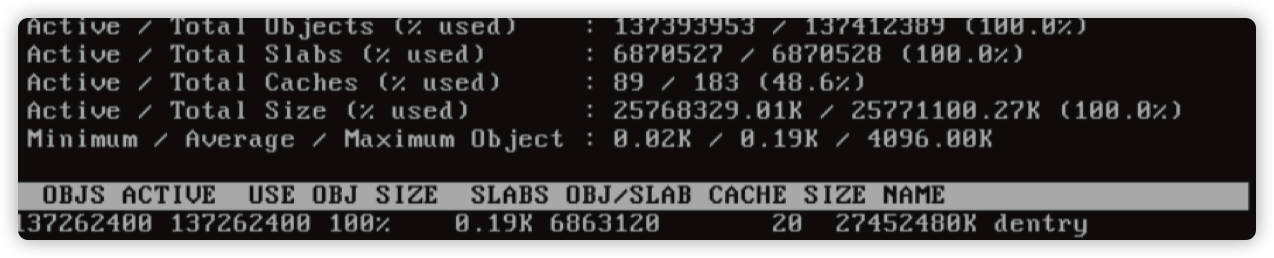 Active / Total Objects (% used) : 137393953 / 137412389 (100.0%)
Active / Total Slabs (% used) : 6870527 / 6870528 (100.0%)
Active / Total Caches (% used) : 89 / 183 (48.6%)
Active / Total Size (% used) : 25768329.01K / 25771100.27K (100.0%)
Minimum / Average / Maximum Object : 0.02K / 0.19K / 4096.00K
OBJS ACTIVE USE OBJ SIZE SLABS OBJ/SLAB CACHE SIZE NAME
137262400 137262400 100% 0.19K 6863120 20 27452480K dentry